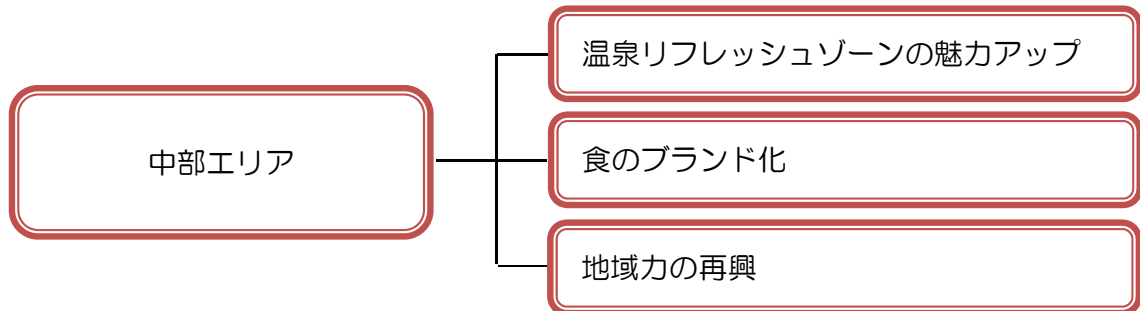 中部エリア
温泉リフレッシュゾーンの魅力アップ
食のブランド化
地域力の再興